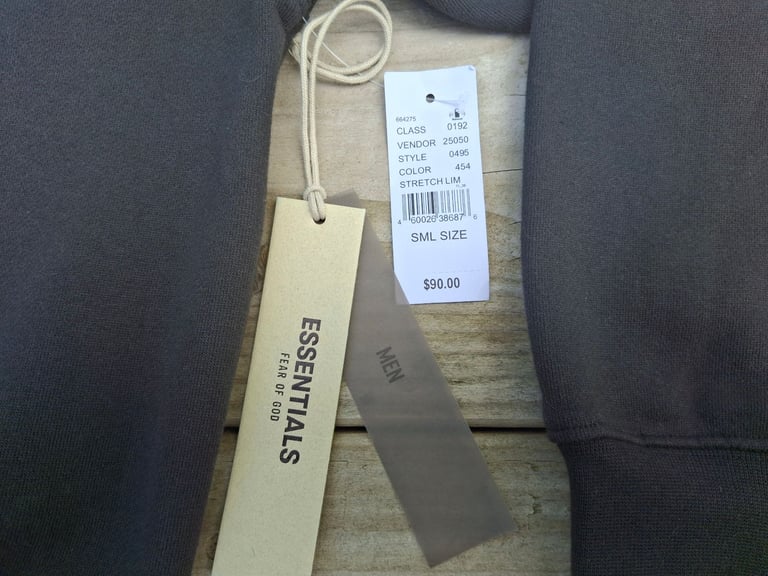 664275
CLASS 0192
VENDOR 25050
STYLE 0495
COLOR 454
STRETCH LIM
4 60026 38687 6
SML SIZE
$90.00
ESSENTIALS
FEAR OF GOD
MEN